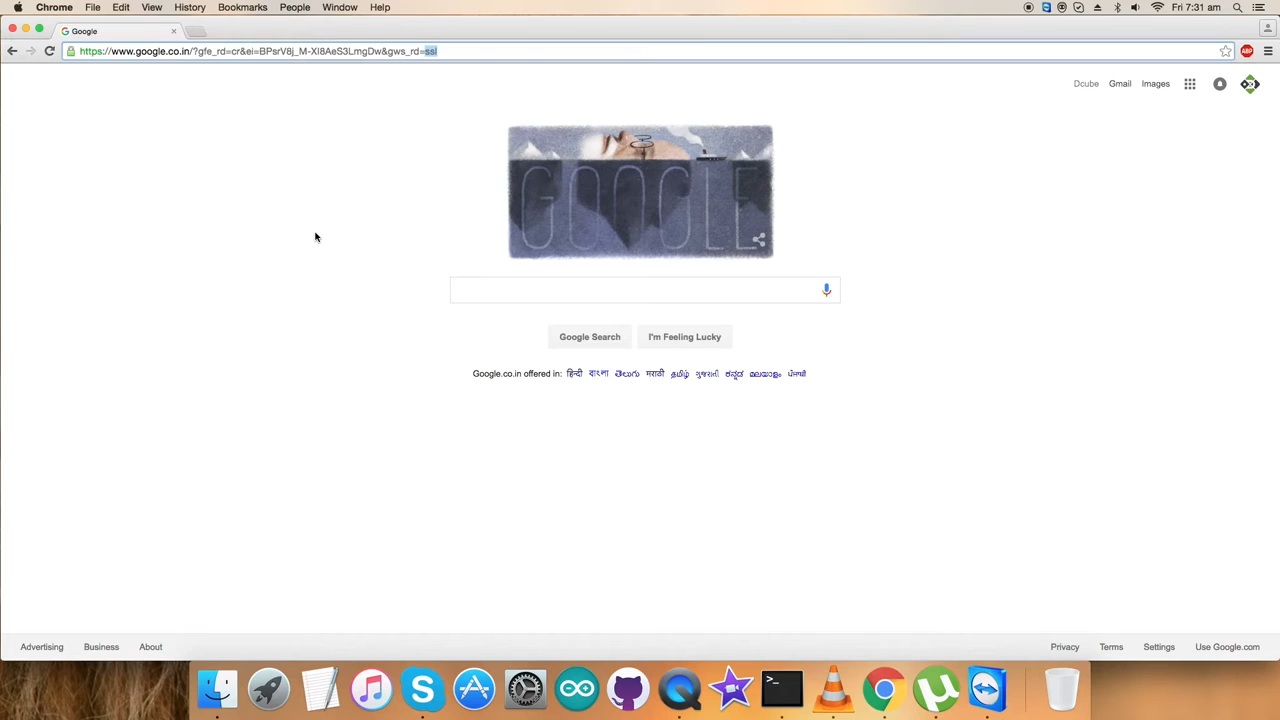 Chrome File Edit View History Bookmarks People Window Help Fri 7:31 am
Google
https://www.google.co.in/?gfe_rd=cr&ei=BPsrV8j_M-XI8AeS3LmgDw&gws_rd=ssl
ABP
Dcube Gmail Images
GOOGLE
Google Search I'm Feeling Lucky
Google.co.in offered in: हिन्दी বাংলা తెలుగు मराठी தமிழ் ગુજરાતી ಕನ್ನಡ മലയാളം ਪੰਜਾਬੀ
Advertising Business About Privacy Terms Settings Use Google.com